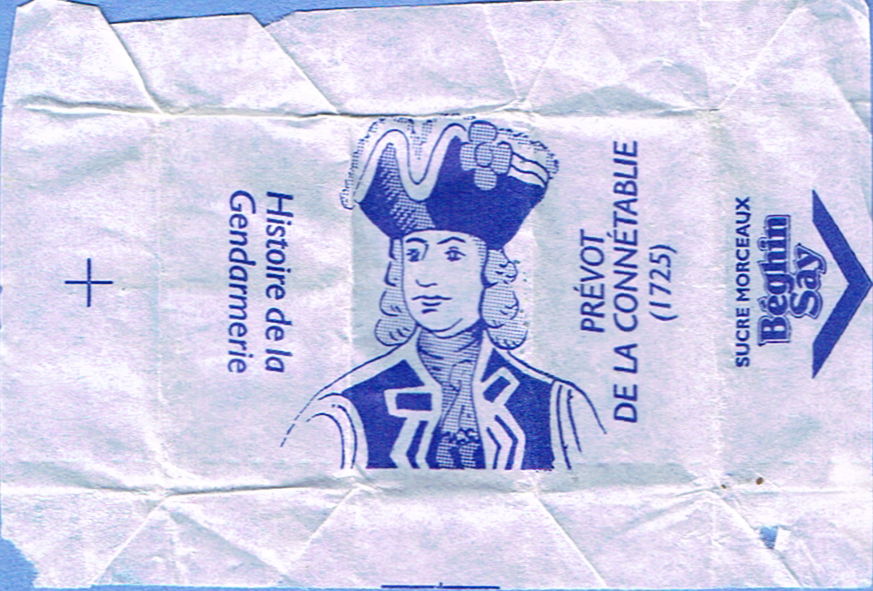 Histoire de la
Gendarmerie
PRÉVOT
DE LA CONNÉTABLIE
(1725)
SUCRE MORCEAUX
Béghin
Say